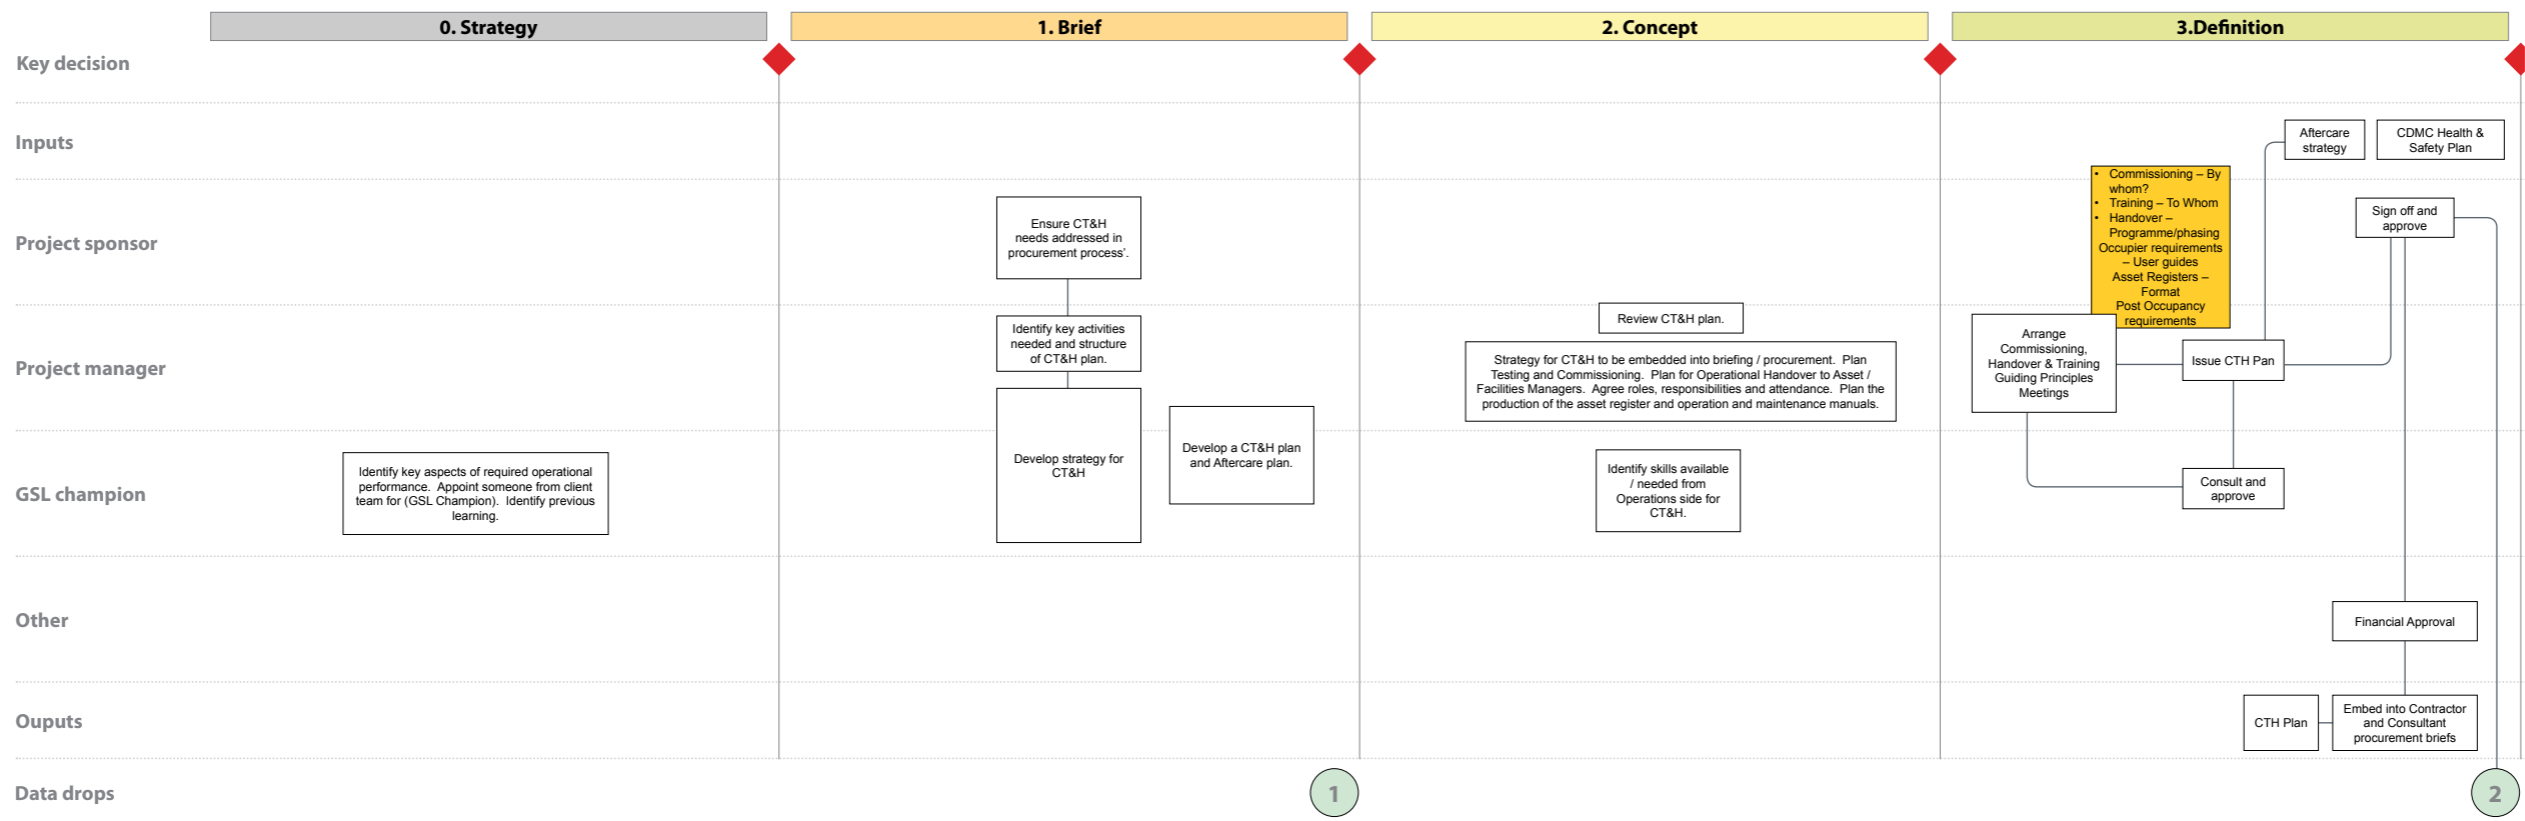 0. Strategy
1. Brief
2. Concept
3.Definition
Key decision
Inputs
Aftercare
strategy
CDMC Health &
Safety Plan
Project sponsor
Ensure CT&H
needs addressed in
procurement process'.
• Commissioning – By
whom?
• Training – To Whom
• Handover –
Programme/phasing
Occupier requirements
– User guides
Asset Registers –
Format
Post Occupancy
requirements
Sign off and
approve
Project manager
Identify key activities
needed and structure
of CT&H plan.
Review CT&H plan.
Strategy for CT&H to be embedded into briefing / procurement. Plan
Testing and Commissioning. Plan for Operational Handover to Asset /
Facilities Managers. Agree roles, responsibilities and attendance. Plan the
production of the asset register and operation and maintenance manuals.
Arrange
Commissioning,
Handover & Training
Guiding Principles
Meetings
Issue CTH Pan
GSL champion
Identify key aspects of required operational
performance. Appoint someone from client
team for (GSL Champion). Identify previous
learning.
Develop strategy for
CT&H
Develop a CT&H plan
and Aftercare plan.
Identify skills available
/ needed from
Operations side for
CT&H.
Consult and
approve
Other
Financial Approval
Ouputs
CTH Plan
Embed into Contractor
and Consultant
procurement briefs
Data drops
1
2